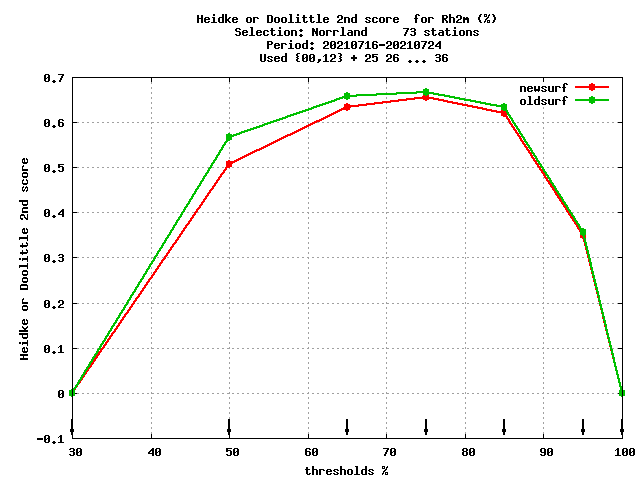 Heidke or Doolittle 2nd score  for Rh2m (%)
Selection: Norrland     73 stations
Period: 20210716-20210724
Used {00,12} + 25 26 ... 36
newsurf
oldsurf
0.7
0.6
0.5
0.4
0.3
0.2
0.1
0
-0.1
Heidke or Doolittle 2nd score
30 40 50 60 70 80 90 100
thresholds %